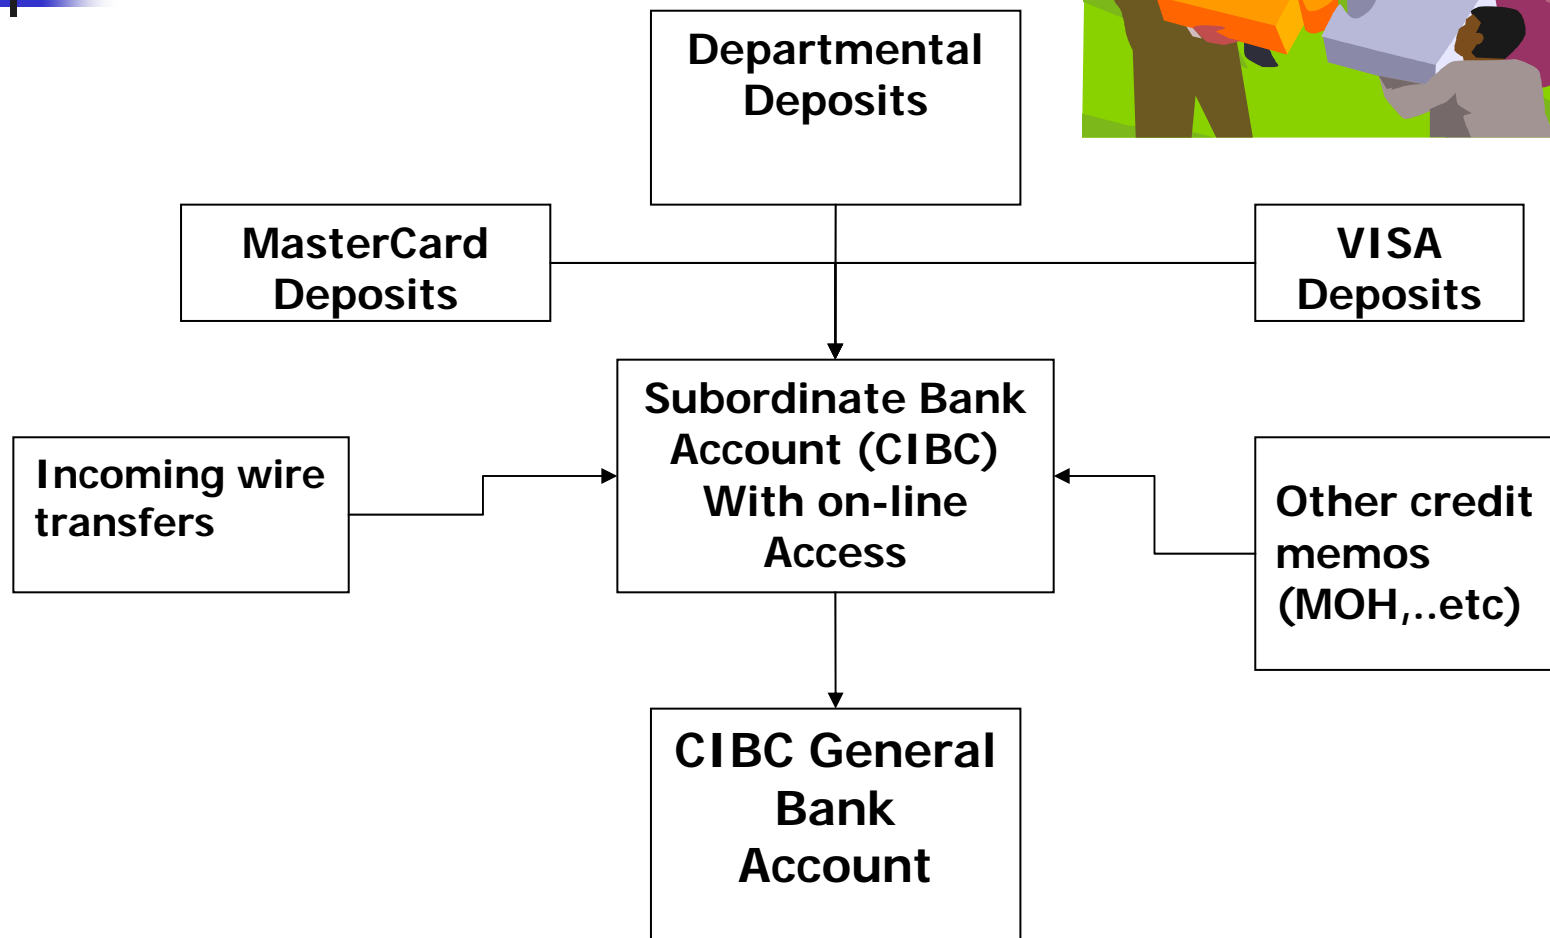 Departmental
Deposits
MasterCard
Deposits
VISA
Deposits
Subordinate Bank
Account (CIBC)
With on-line
Access
Incoming wire
transfers
Other credit
memos
(MOH,..etc)
CIBC General
Bank
Account